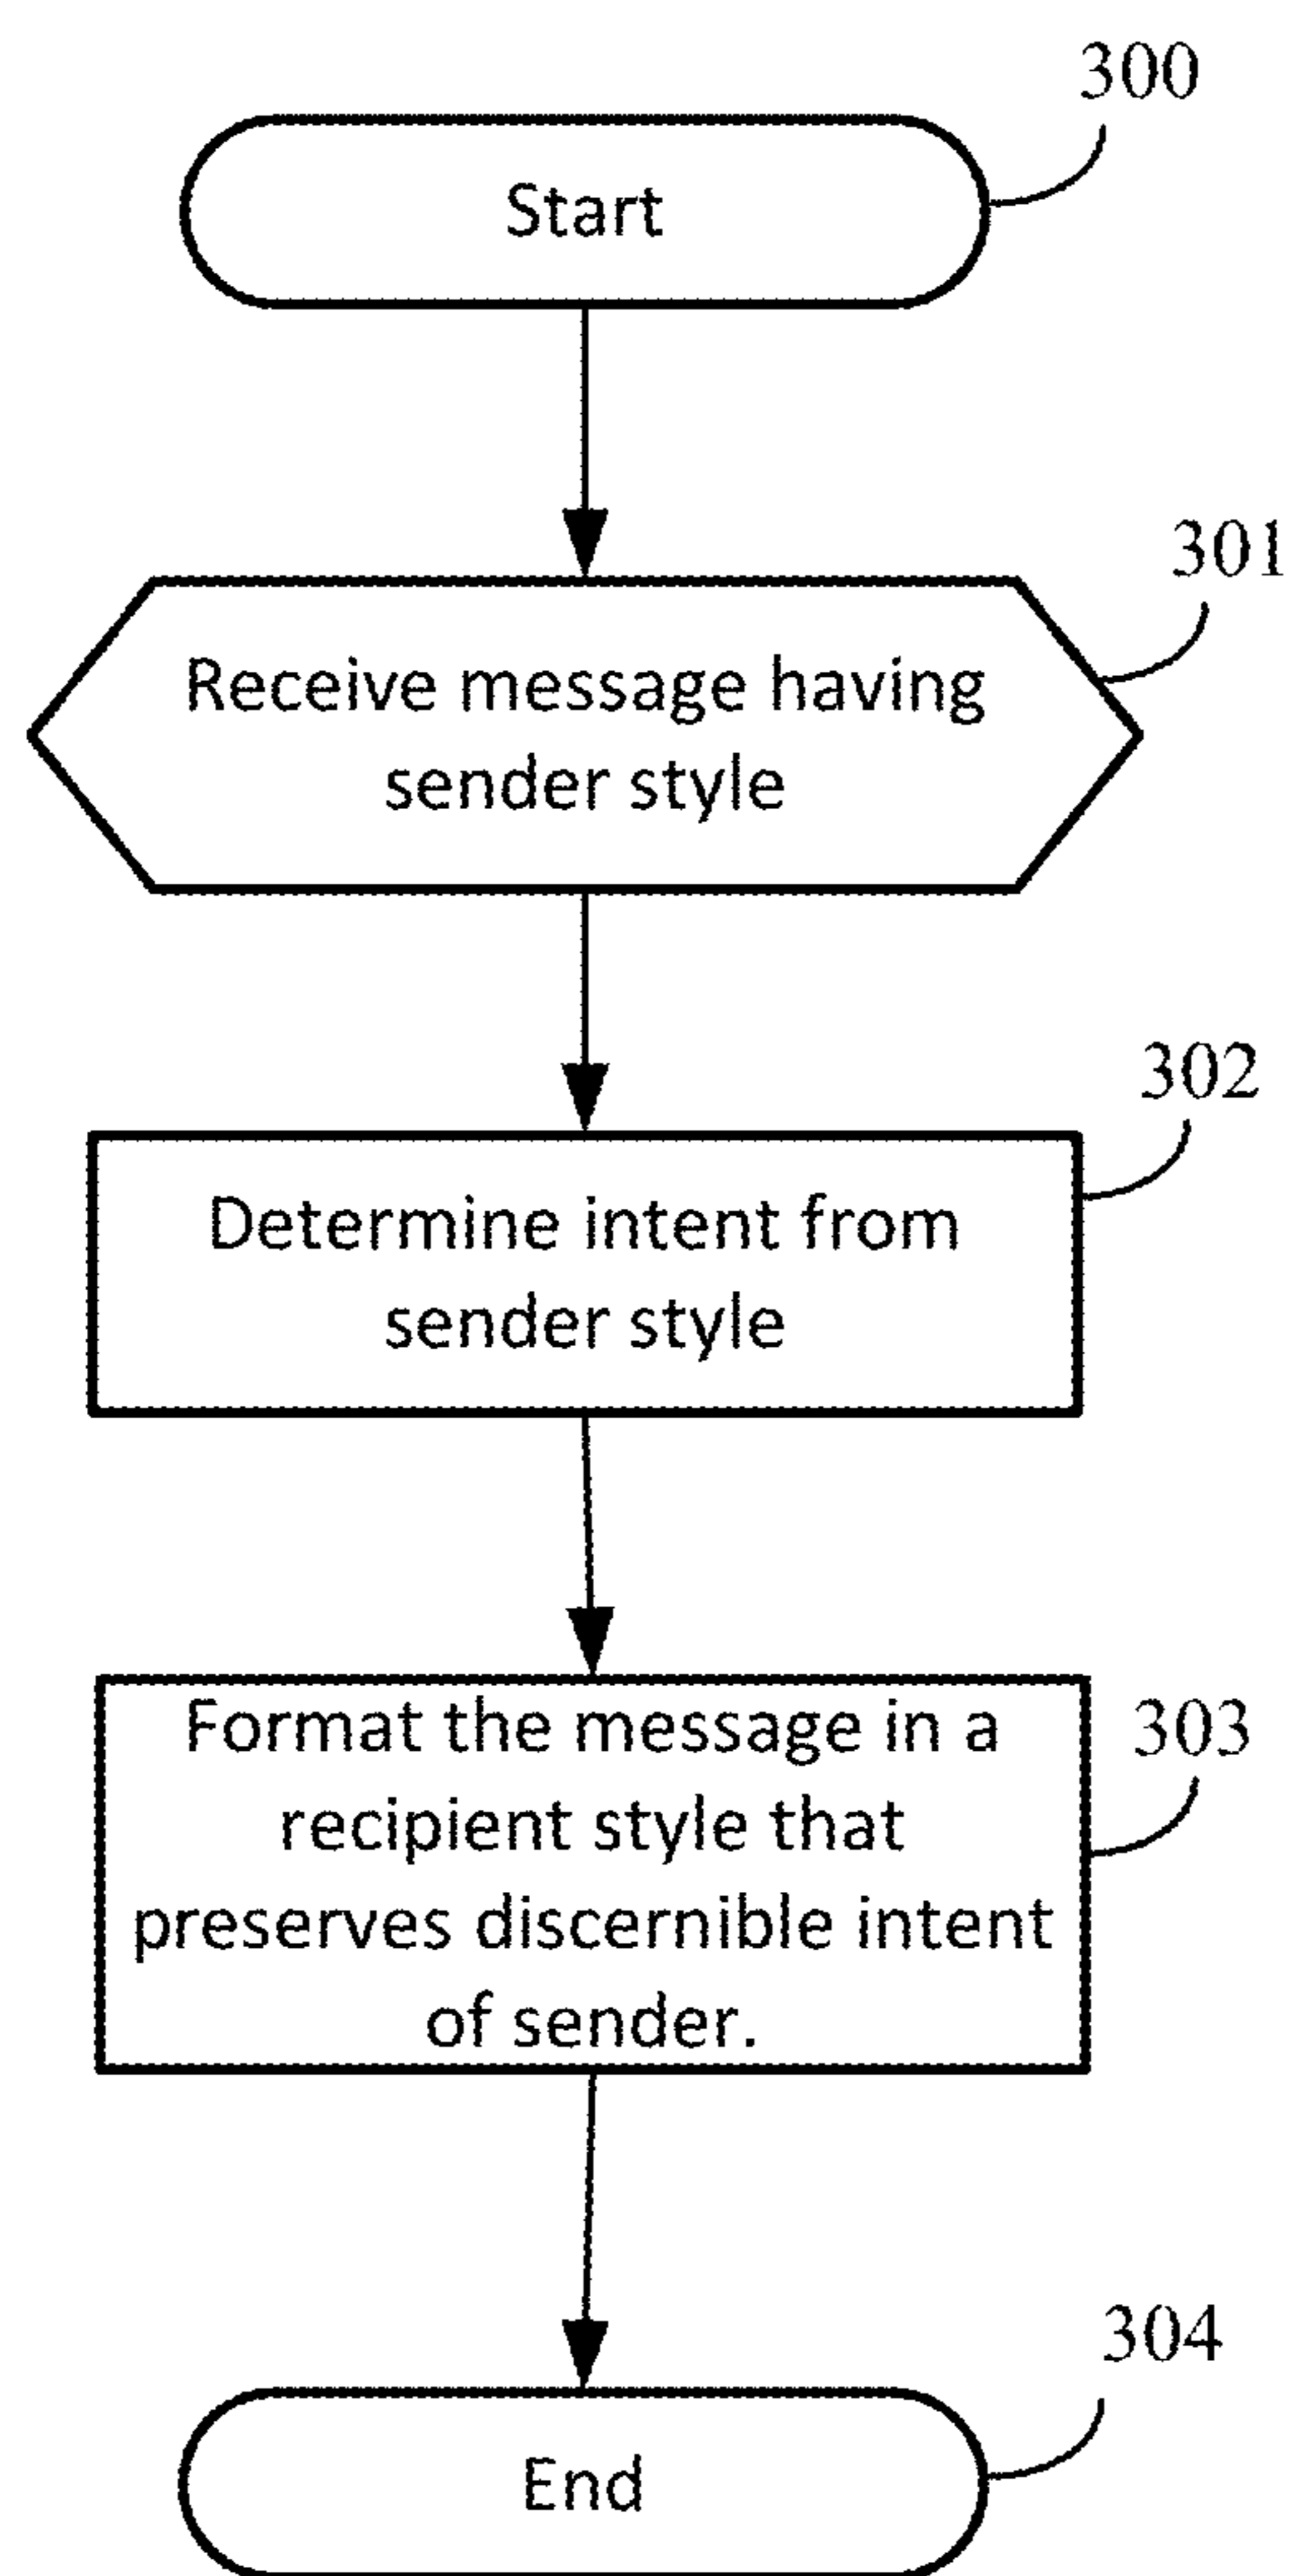 300
Start
301
Receive message having
sender style
302
Determine intent from
sender style
303
Format the message in a
recipient style that
preserves discernible intent
of sender.
304
End